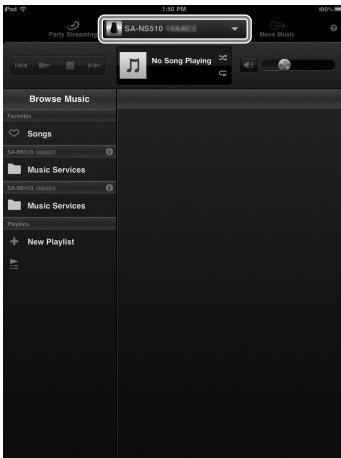 iPod 1:50 PM 100%
Party Streaming SA-NS510 Move Music
No Song Playing
Browse Music
Favorites
Songs
SA-NS510
Music Services
SA-NS410
Music Services
Playlists
New Playlist